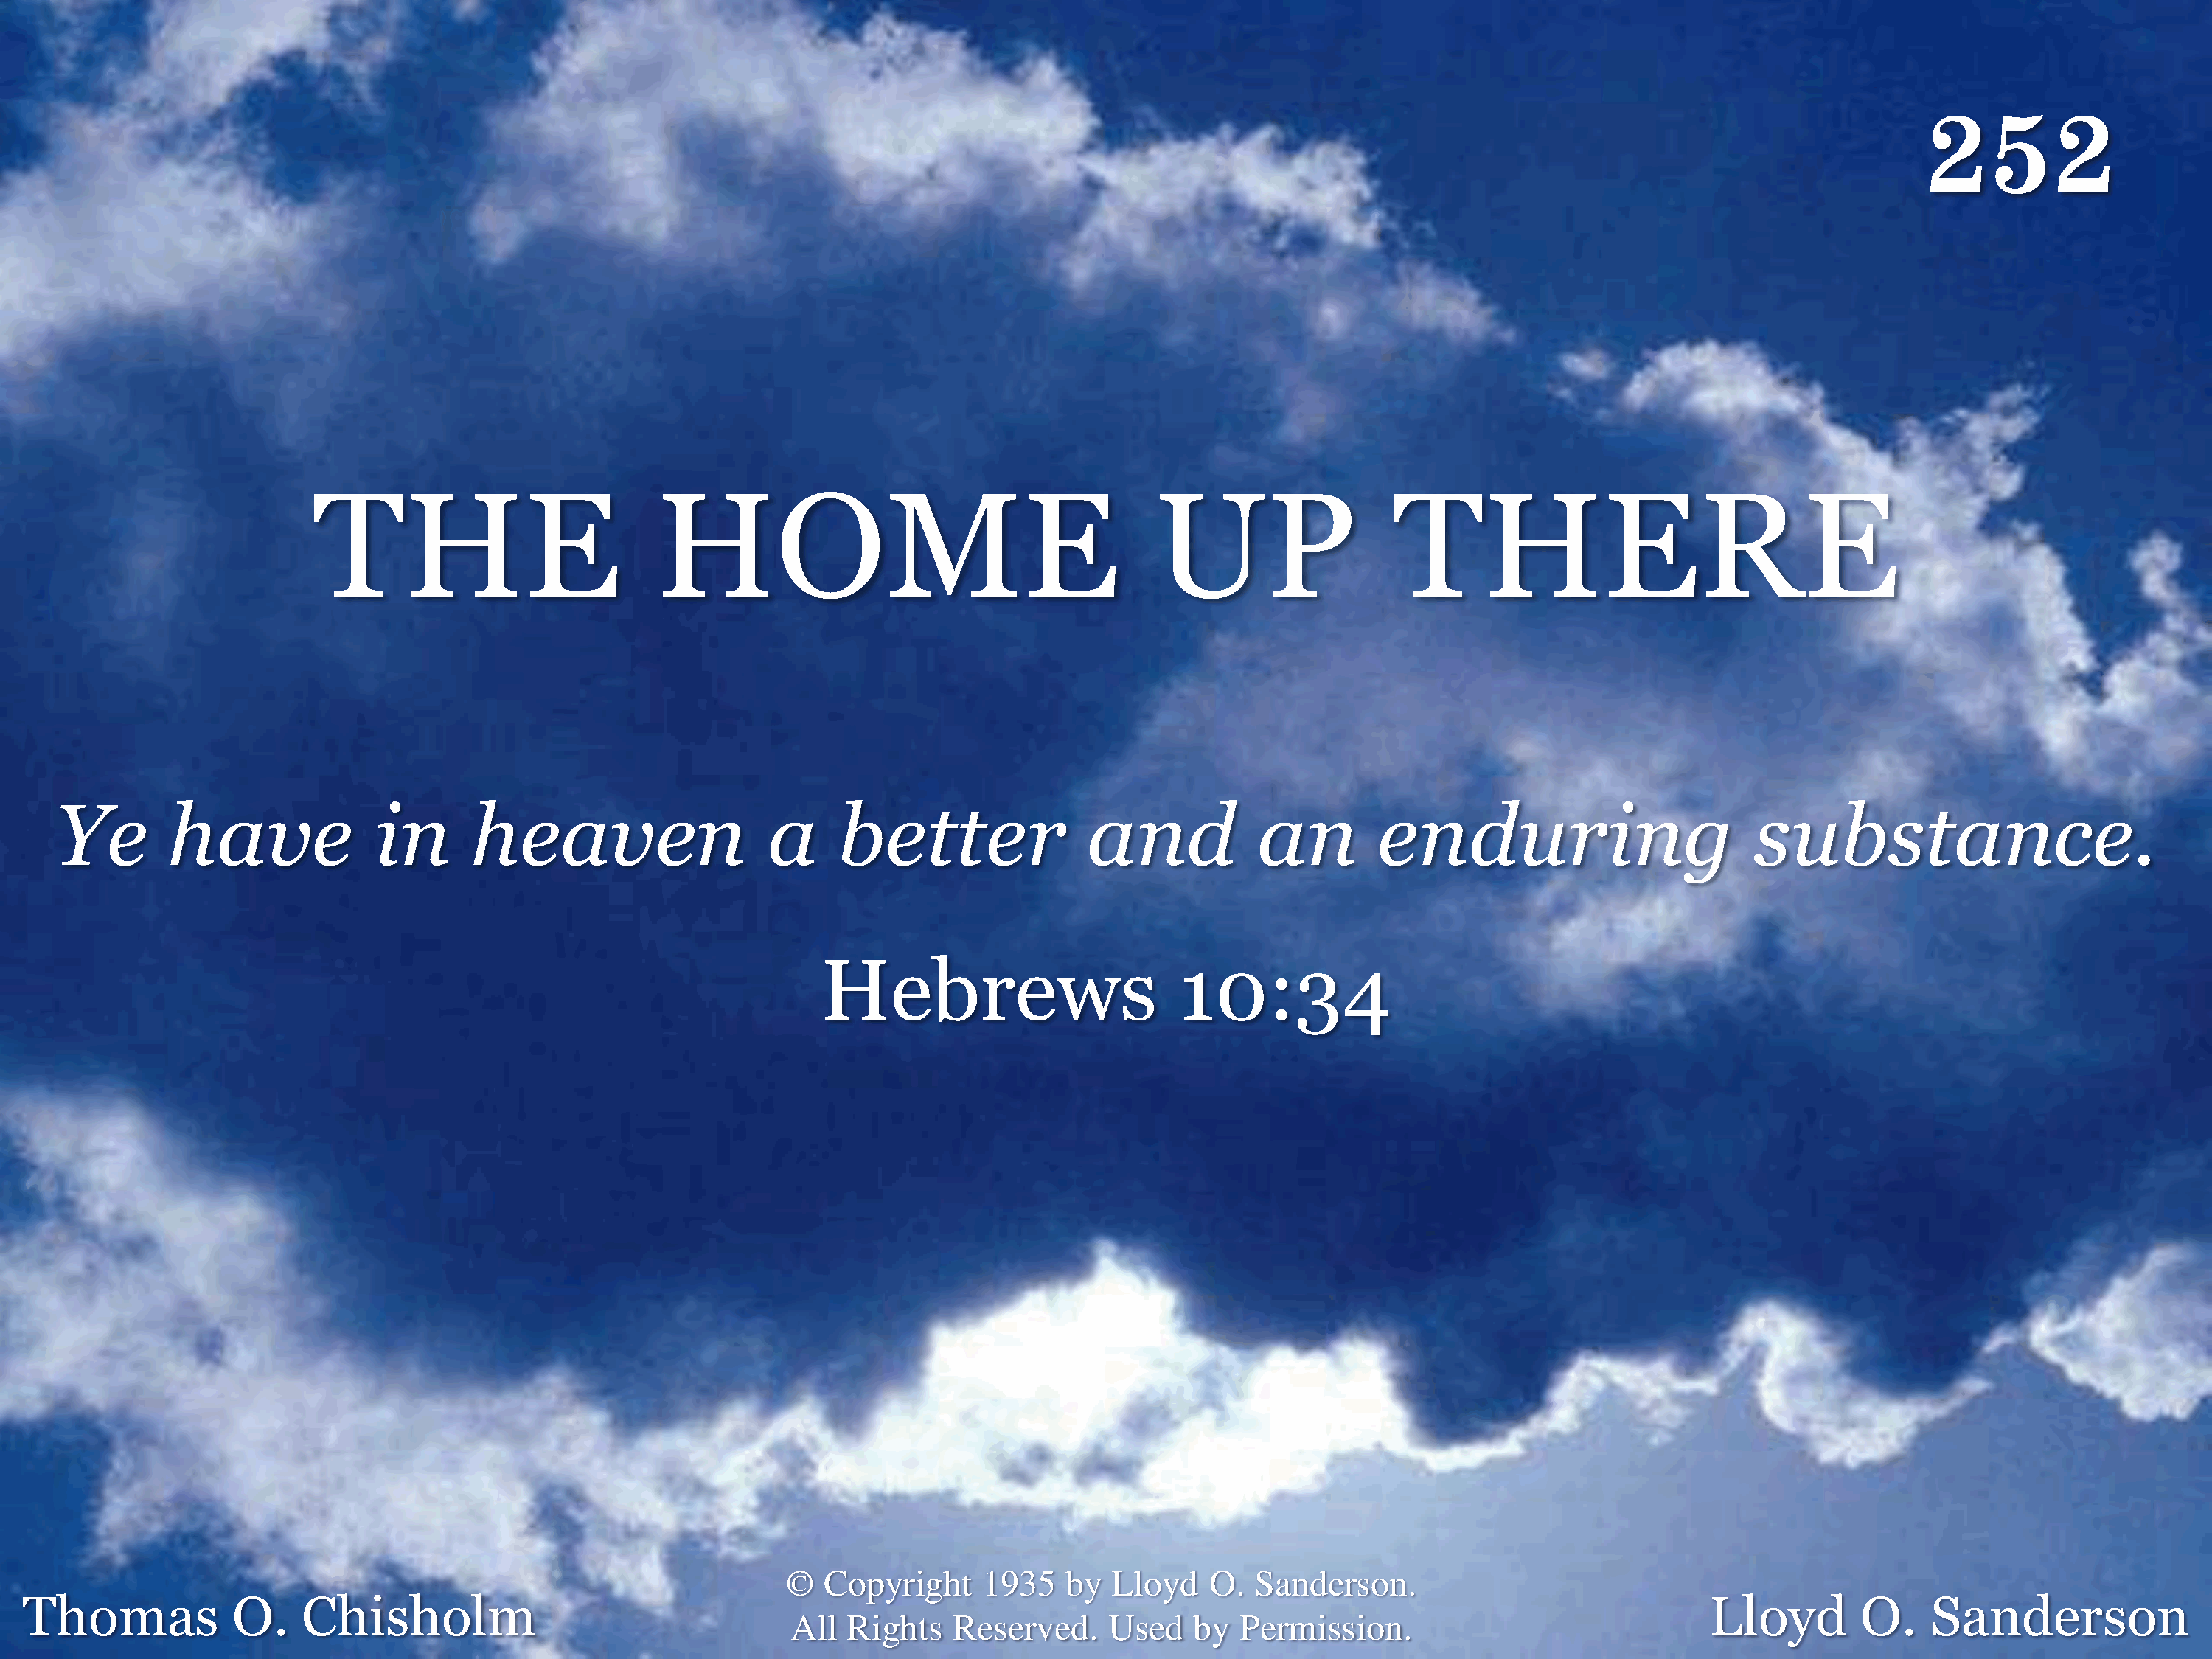 252
THE HOME UP THERE
Ye have in heaven a better and an enduring substance.
Hebrews 10:34
Thomas O. Chisholm
© Copyright 1935 by Lloyd O. Sanderson.
All Rights Reserved. Used by Permission.
Lloyd O. Sanderson